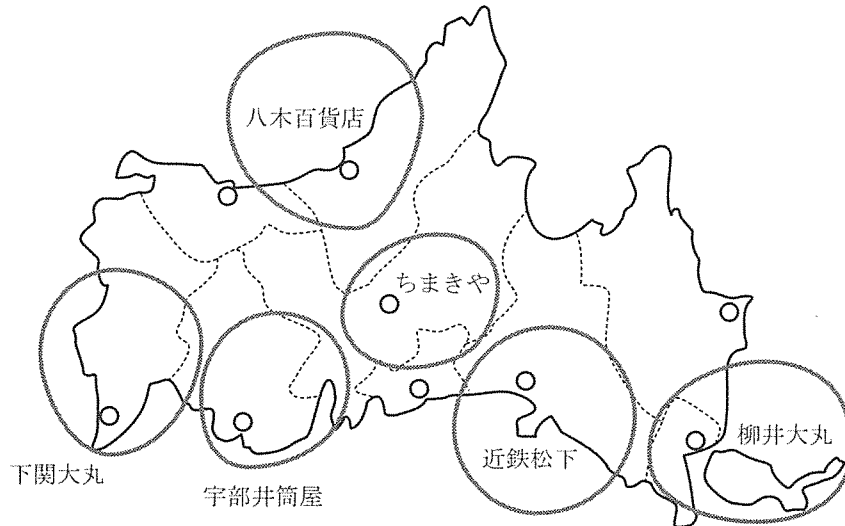 八木百貨店
ちまきや
下関大丸
宇部井筒屋
近鉄松下
柳井大丸